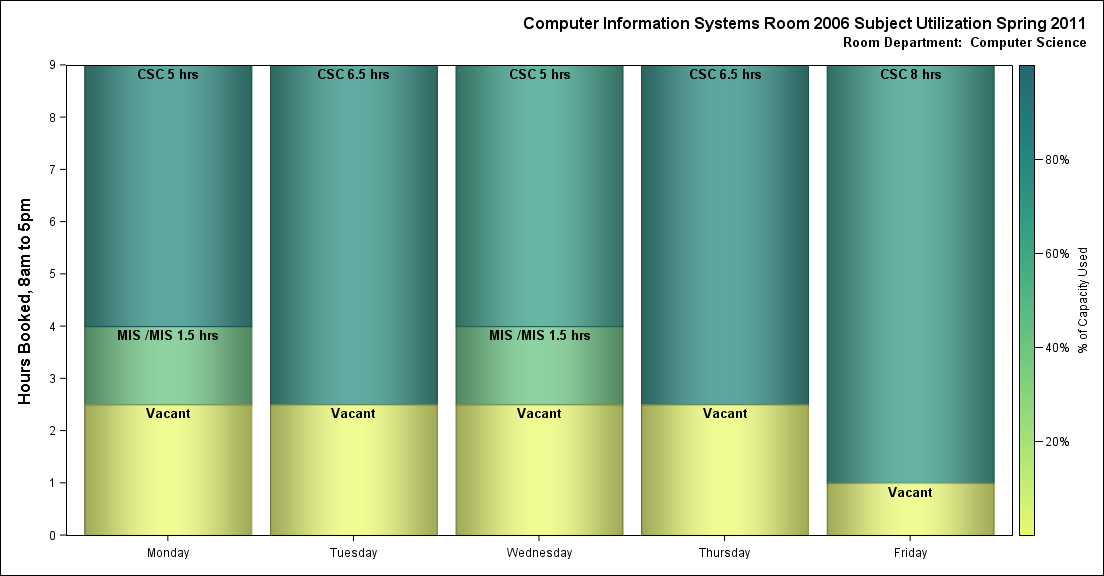 Computer Information Systems Room 2006 Subject Utilization Spring 2011
Room Department:  Computer Science
Hours Booked, 8am to 5pm
9
8
7
6
5
4
3
2
1
0
CSC 5 hrs
CSC 6.5 hrs
CSC 5 hrs
CSC 6.5 hrs
CSC 8 hrs
MIS /MIS 1.5 hrs
MIS /MIS 1.5 hrs
Vacant
Vacant
Vacant
Vacant
Vacant
Monday
Tuesday
Wednesday
Thursday
Friday
80%
60%
40%
20%
% of Capacity Used